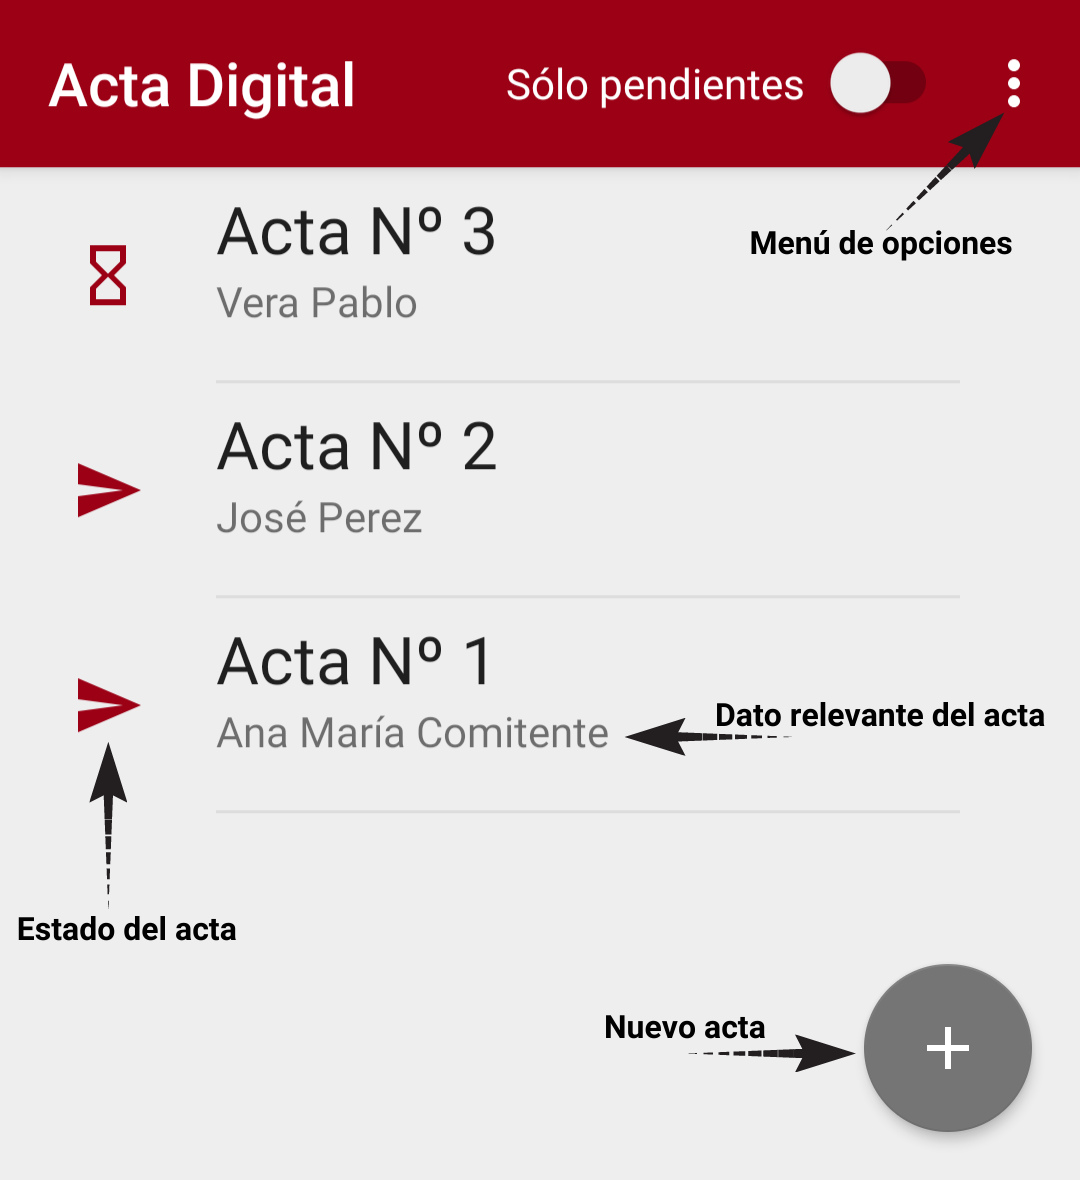 Acta Digital
Sólo pendientes
Menú de opciones
Acta Nº 3
Vera Pablo
Acta Nº 2
José Perez
Acta Nº 1
Ana María Comitente
Dato relevante del acta
Estado del acta
Nuevo acta